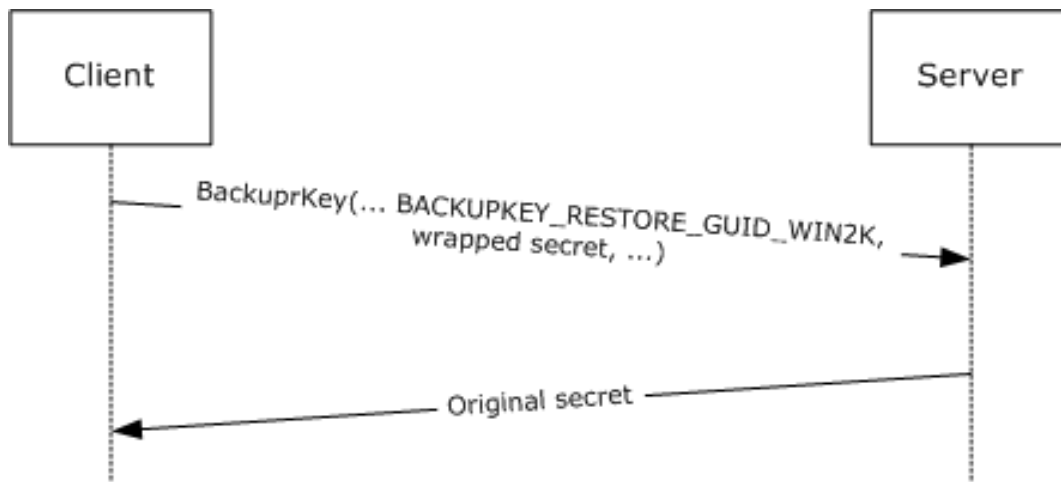 Client
Server
BackuprKey(... BACKUPKEY_RESTORE_GUID_WIN2K,
wrapped secret, ...)
Original secret